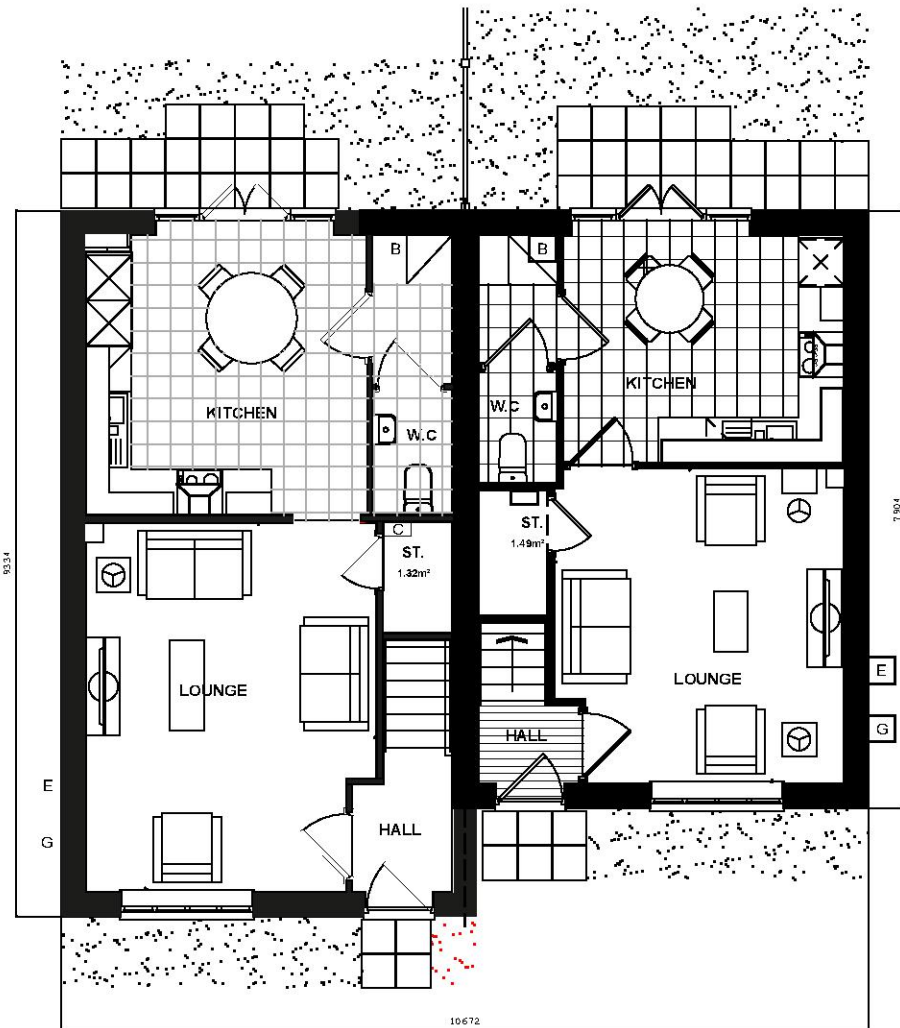 B
B
KITCHEN
KITCHEN
W.C
W.C
C
ST.
1.32m²
ST.
1.49m²
7904
9334
LOUNGE
LOUNGE
E
G
HALL
HALL
E
G
10672